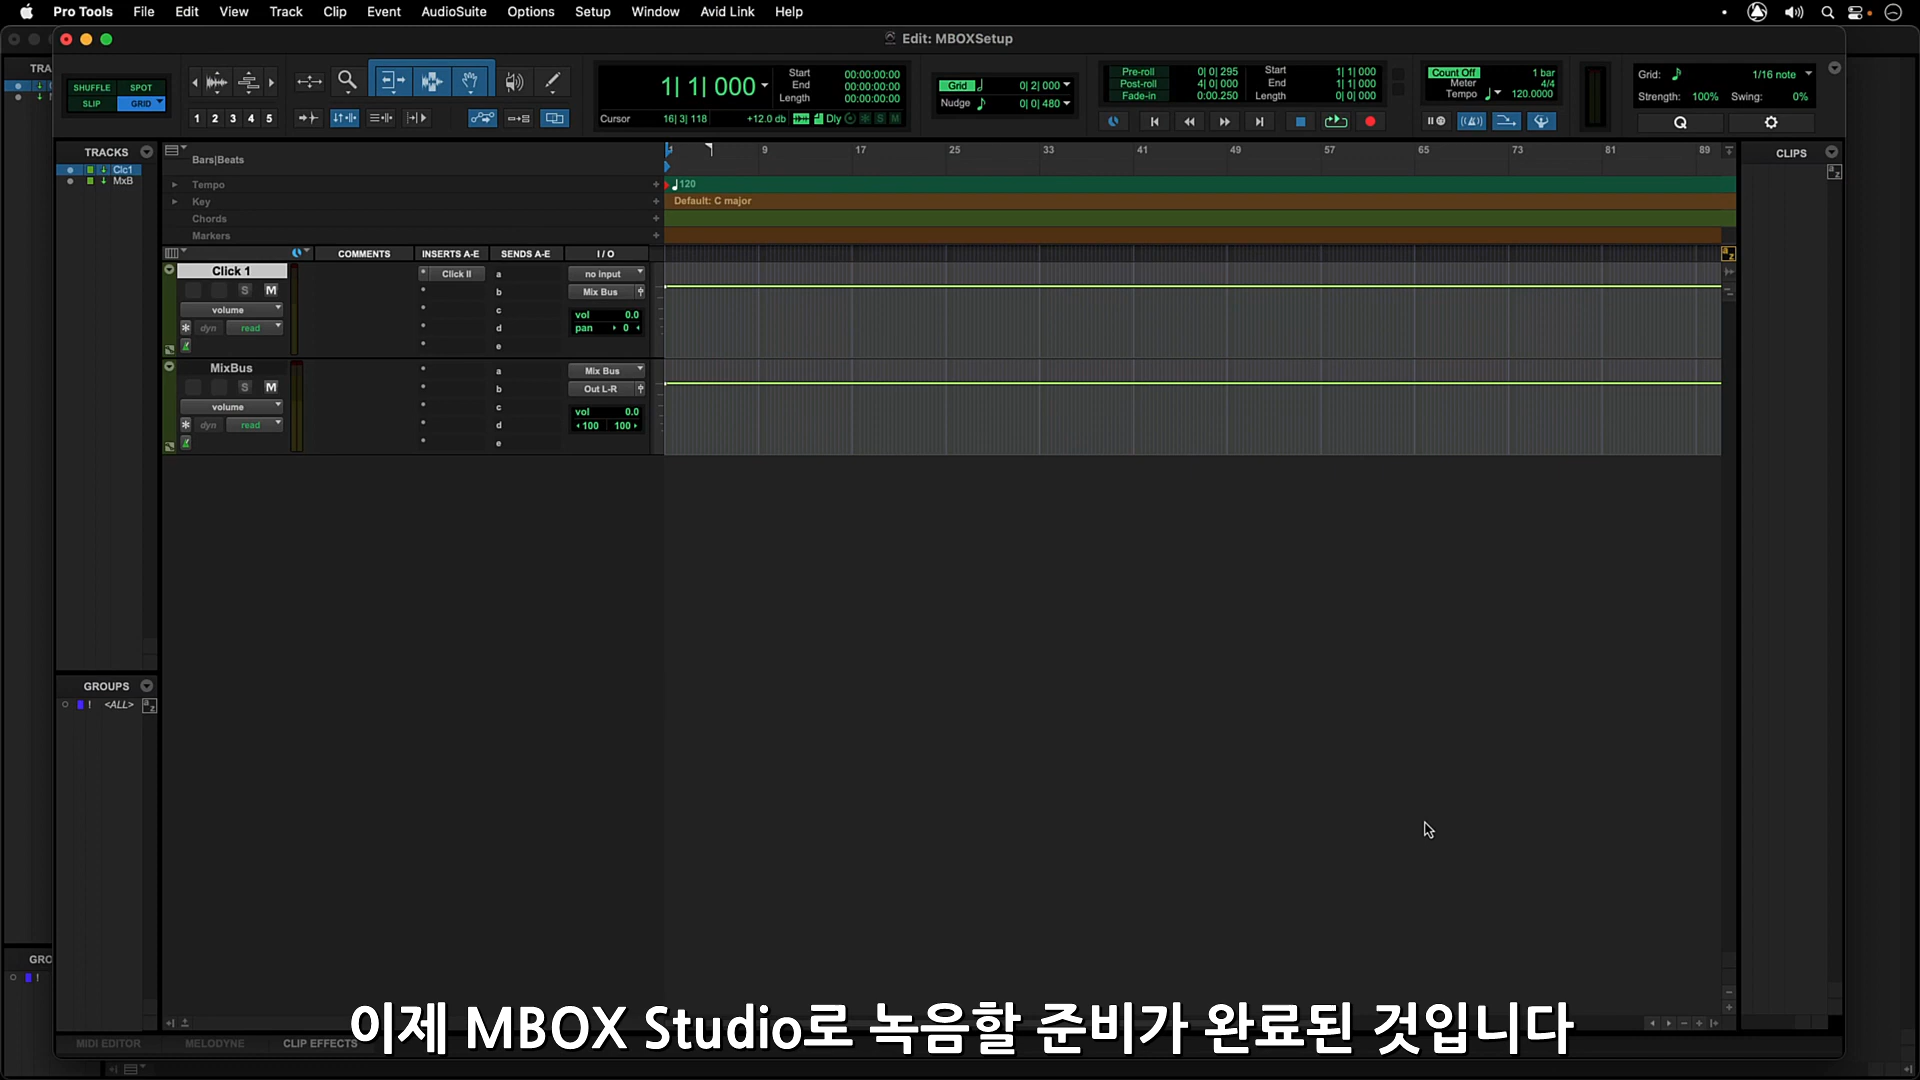 Pro Tools File Edit View Track Clip Event AudioSuite Options Setup Window Avid Link Help
Edit: MBOXSetup
SHUFFLE SPOT
SLIP GRID
1 2 3 4 5
1| 1| 000
Start 00:00:00:00
End 00:00:00:00
Length 00:00:00:00
Cursor 16| 3| 118 +12.0 db Dly S M
Grid 0| 2| 000
Nudge 0| 0| 480
Pre-roll 0| 0| 295
Post-roll 4| 0| 000
Fade-in 0:00.250
Start 1| 1| 000
End 1| 1| 000
Length 0| 0| 000
Count Off 1 bar
Meter 4/4
Tempo 120.0000
Grid: 1/16 note
Strength: 100% Swing: 0%
Q
TRACKS
Clc1
MxB
Bars|Beats
1 9 17 25 33 41 49 57 65 73 81 89
Tempo
120
Key
Default: C major
Chords
Markers
CLIPS
COMMENTS INSERTS A-E SENDS A-E I / O
Click 1
S M
volume
dyn read
Click II
a
b
c
d
e
no input
Mix Bus
vol 0.0
pan 0
MixBus
S M
volume
dyn read
a
b
c
d
e
Mix Bus
Out L-R
vol 0.0
100 100
GROUPS
! <ALL>
TRA
GRO
!
MIDI EDITOR MELODYNE CLIP EFFECTS
이제 MBOX Studio로 녹음할 준비가 완료된 것입니다